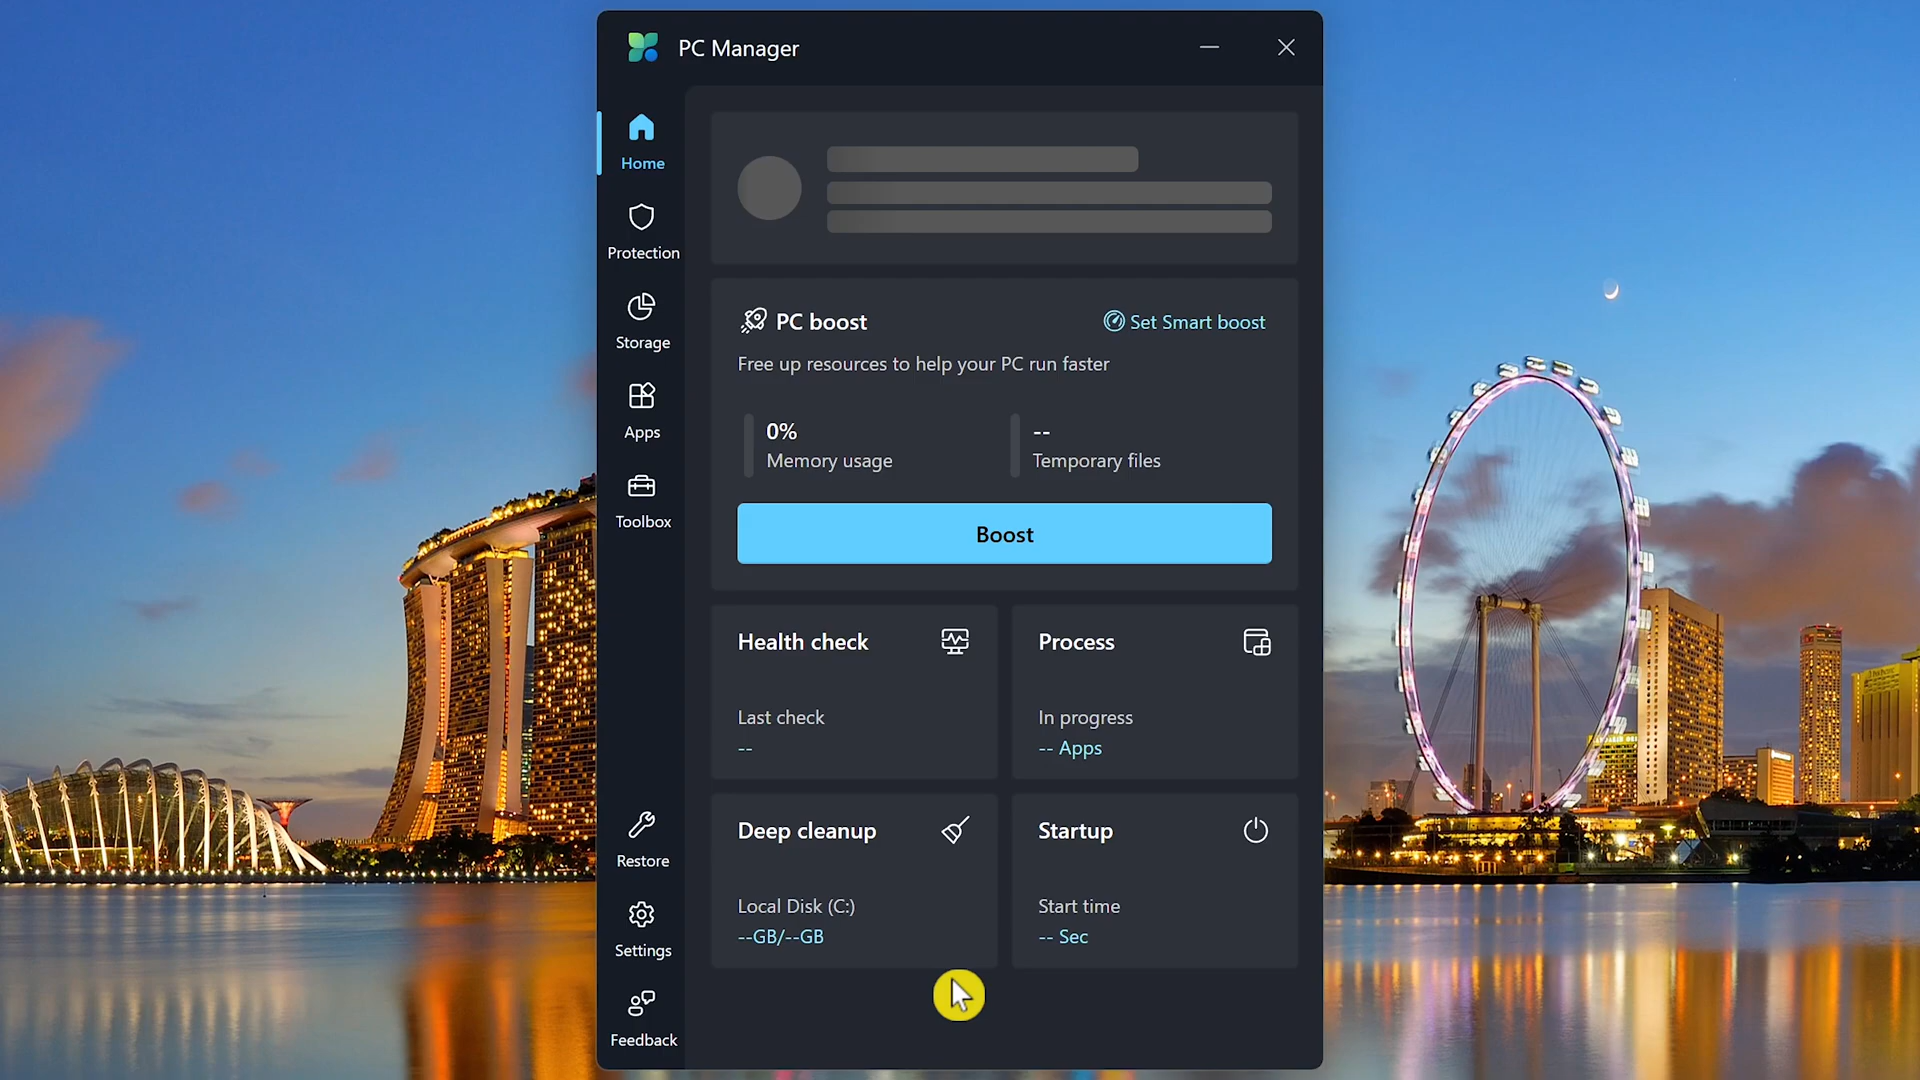 PC Manager
Home
Protection
Storage
Apps
Toolbox
Restore
Settings
Feedback
PC boost
Set Smart boost
Free up resources to help your PC run faster
0%
Memory usage
--
Temporary files
Boost
Health check
Last check
--
Process
In progress
-- Apps
Deep cleanup
Local Disk (C:)
--GB/--GB
Startup
Start time
-- Sec